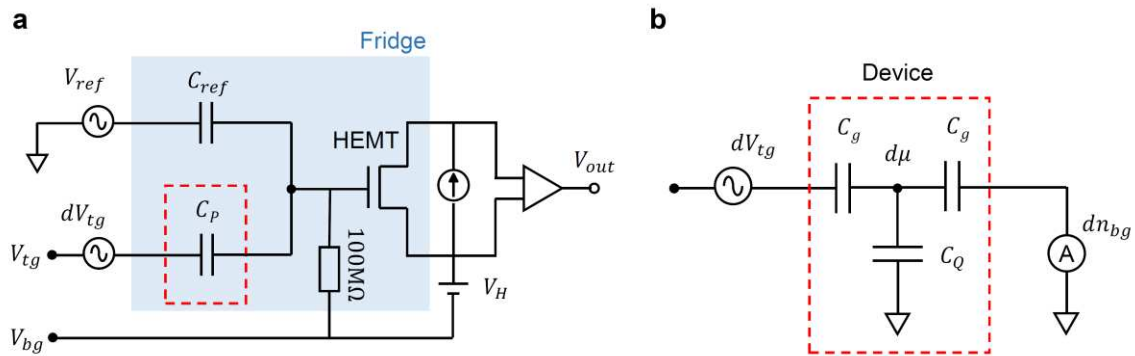 a
Fridge
V_ref
C_ref
HEMT
V_out
dV_tg
C_P
V_tg
100MΩ
V_H
V_bg
b
Device
C_g
C_g
dV_tg
dμ
dn_bg
C_Q
A